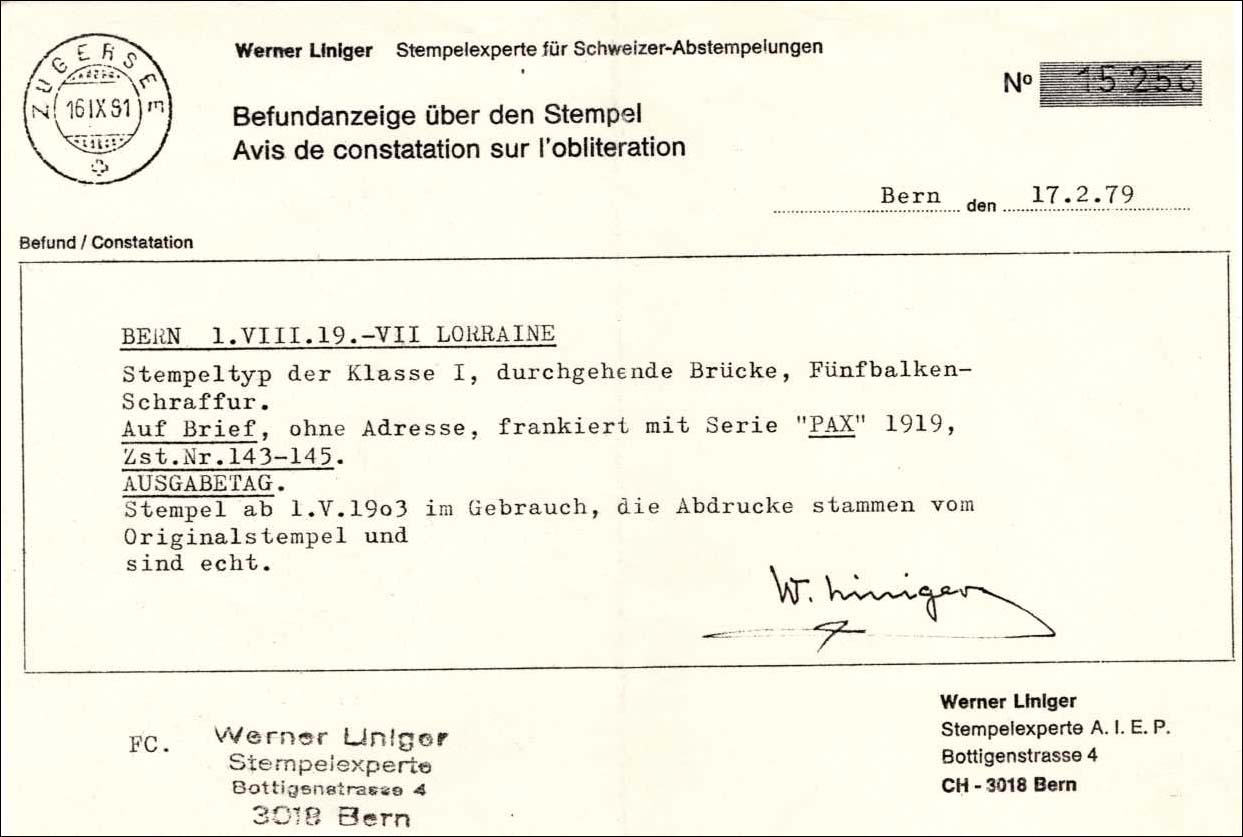 ZUGERSEE
16 IX 91
Werner Liniger Stempelexperte für Schweizer-Abstempelungen
Nº 15256
Befundanzeige über den Stempel
Avis de constatation sur l'obliteration
Bern den 17.2.79
Befund / Constatation
BERN 1.VIII.19.-VII LORRAINE
Stempeltyp der Klasse I, durchgehende Brücke, Fünfbalken-
Schraffur.
Auf Brief, ohne Adresse, frankiert mit Serie "PAX" 1919,
Zst.Nr.143-145.
AUSGABETAG.
Stempel ab 1.V.19o3 im Gebrauch, die Abdrucke stammen vom
Originalstempel und
sind echt.
W. Liniger
Werner Liniger
Stempelexperte A. I. E. P.
Bottigenstrasse 4
CH - 3018 Bern
FC.
Werner Liniger
Stempelexperte
Bottigenstrasse 4
3018 Bern